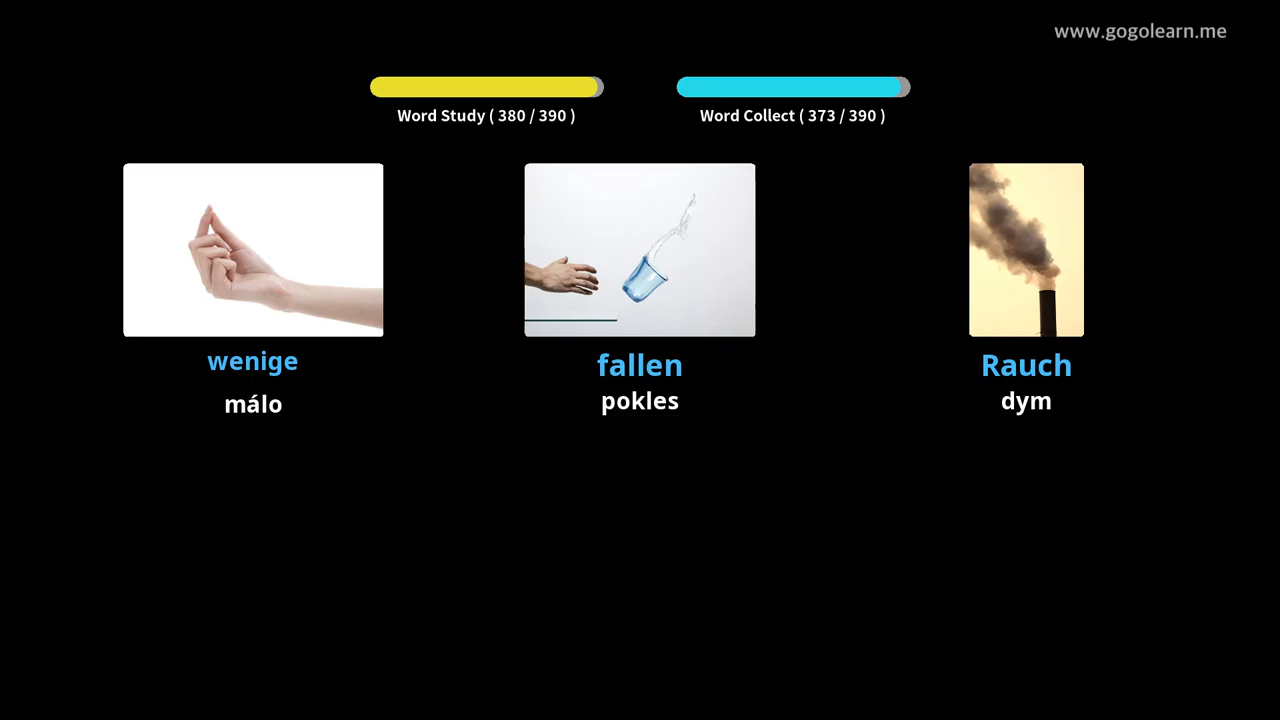 www.gogolearn.me
Word Study ( 380 / 390 )
Word Collect ( 373 / 390 )
wenige
málo
fallen
pokles
Rauch
dym